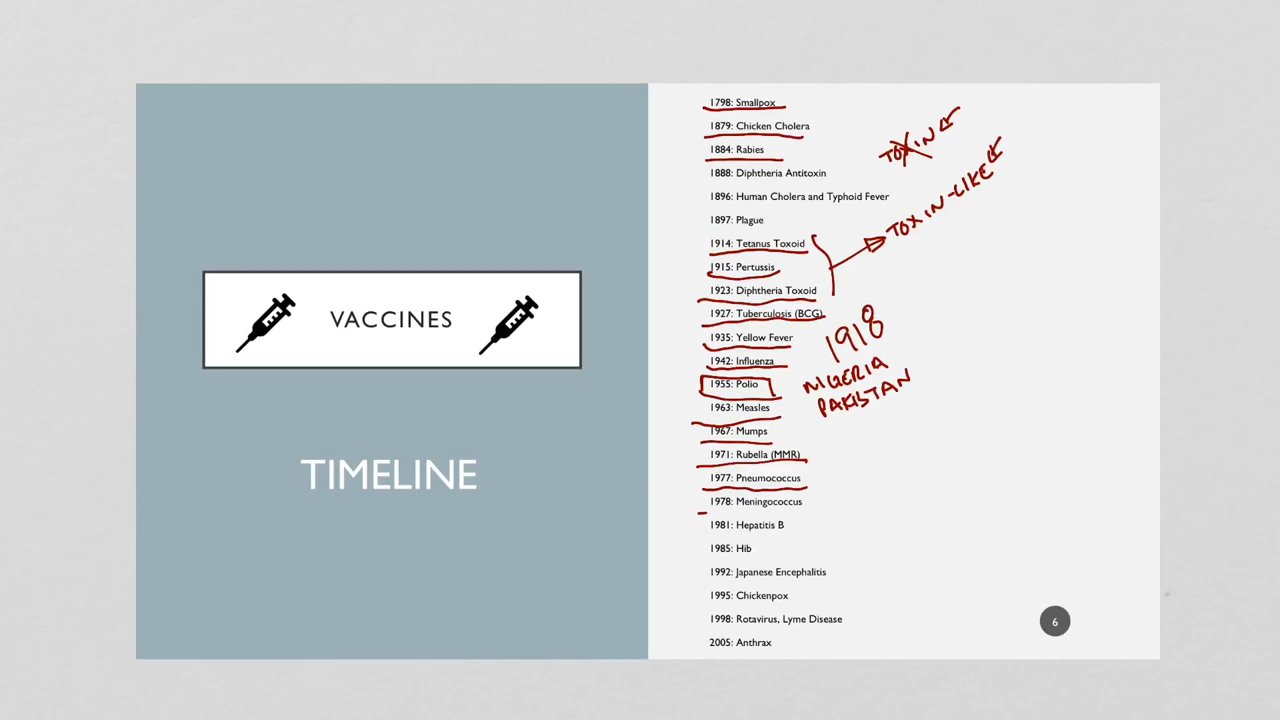 VACCINES
TIMELINE
1798: Smallpox
1879: Chicken Cholera
1884: Rabies
1888: Diphtheria Antitoxin
1896: Human Cholera and Typhoid Fever
1897: Plague
1914: Tetanus Toxoid
1915: Pertussis
1923: Diphtheria Toxoid
1927: Tuberculosis (BCG)
1935: Yellow Fever
1942: Influenza
1955: Polio
1963: Measles
1967: Mumps
1971: Rubella (MMR)
1977: Pneumococcus
1978: Meningococcus
1981: Hepatitis B
1985: Hib
1992: Japanese Encephalitis
1995: Chickenpox
1998: Rotavirus, Lyme Disease
2005: Anthrax
TOXIN
TOXIN-LIKE
1918
NIGERIA
PAKISTAN
6